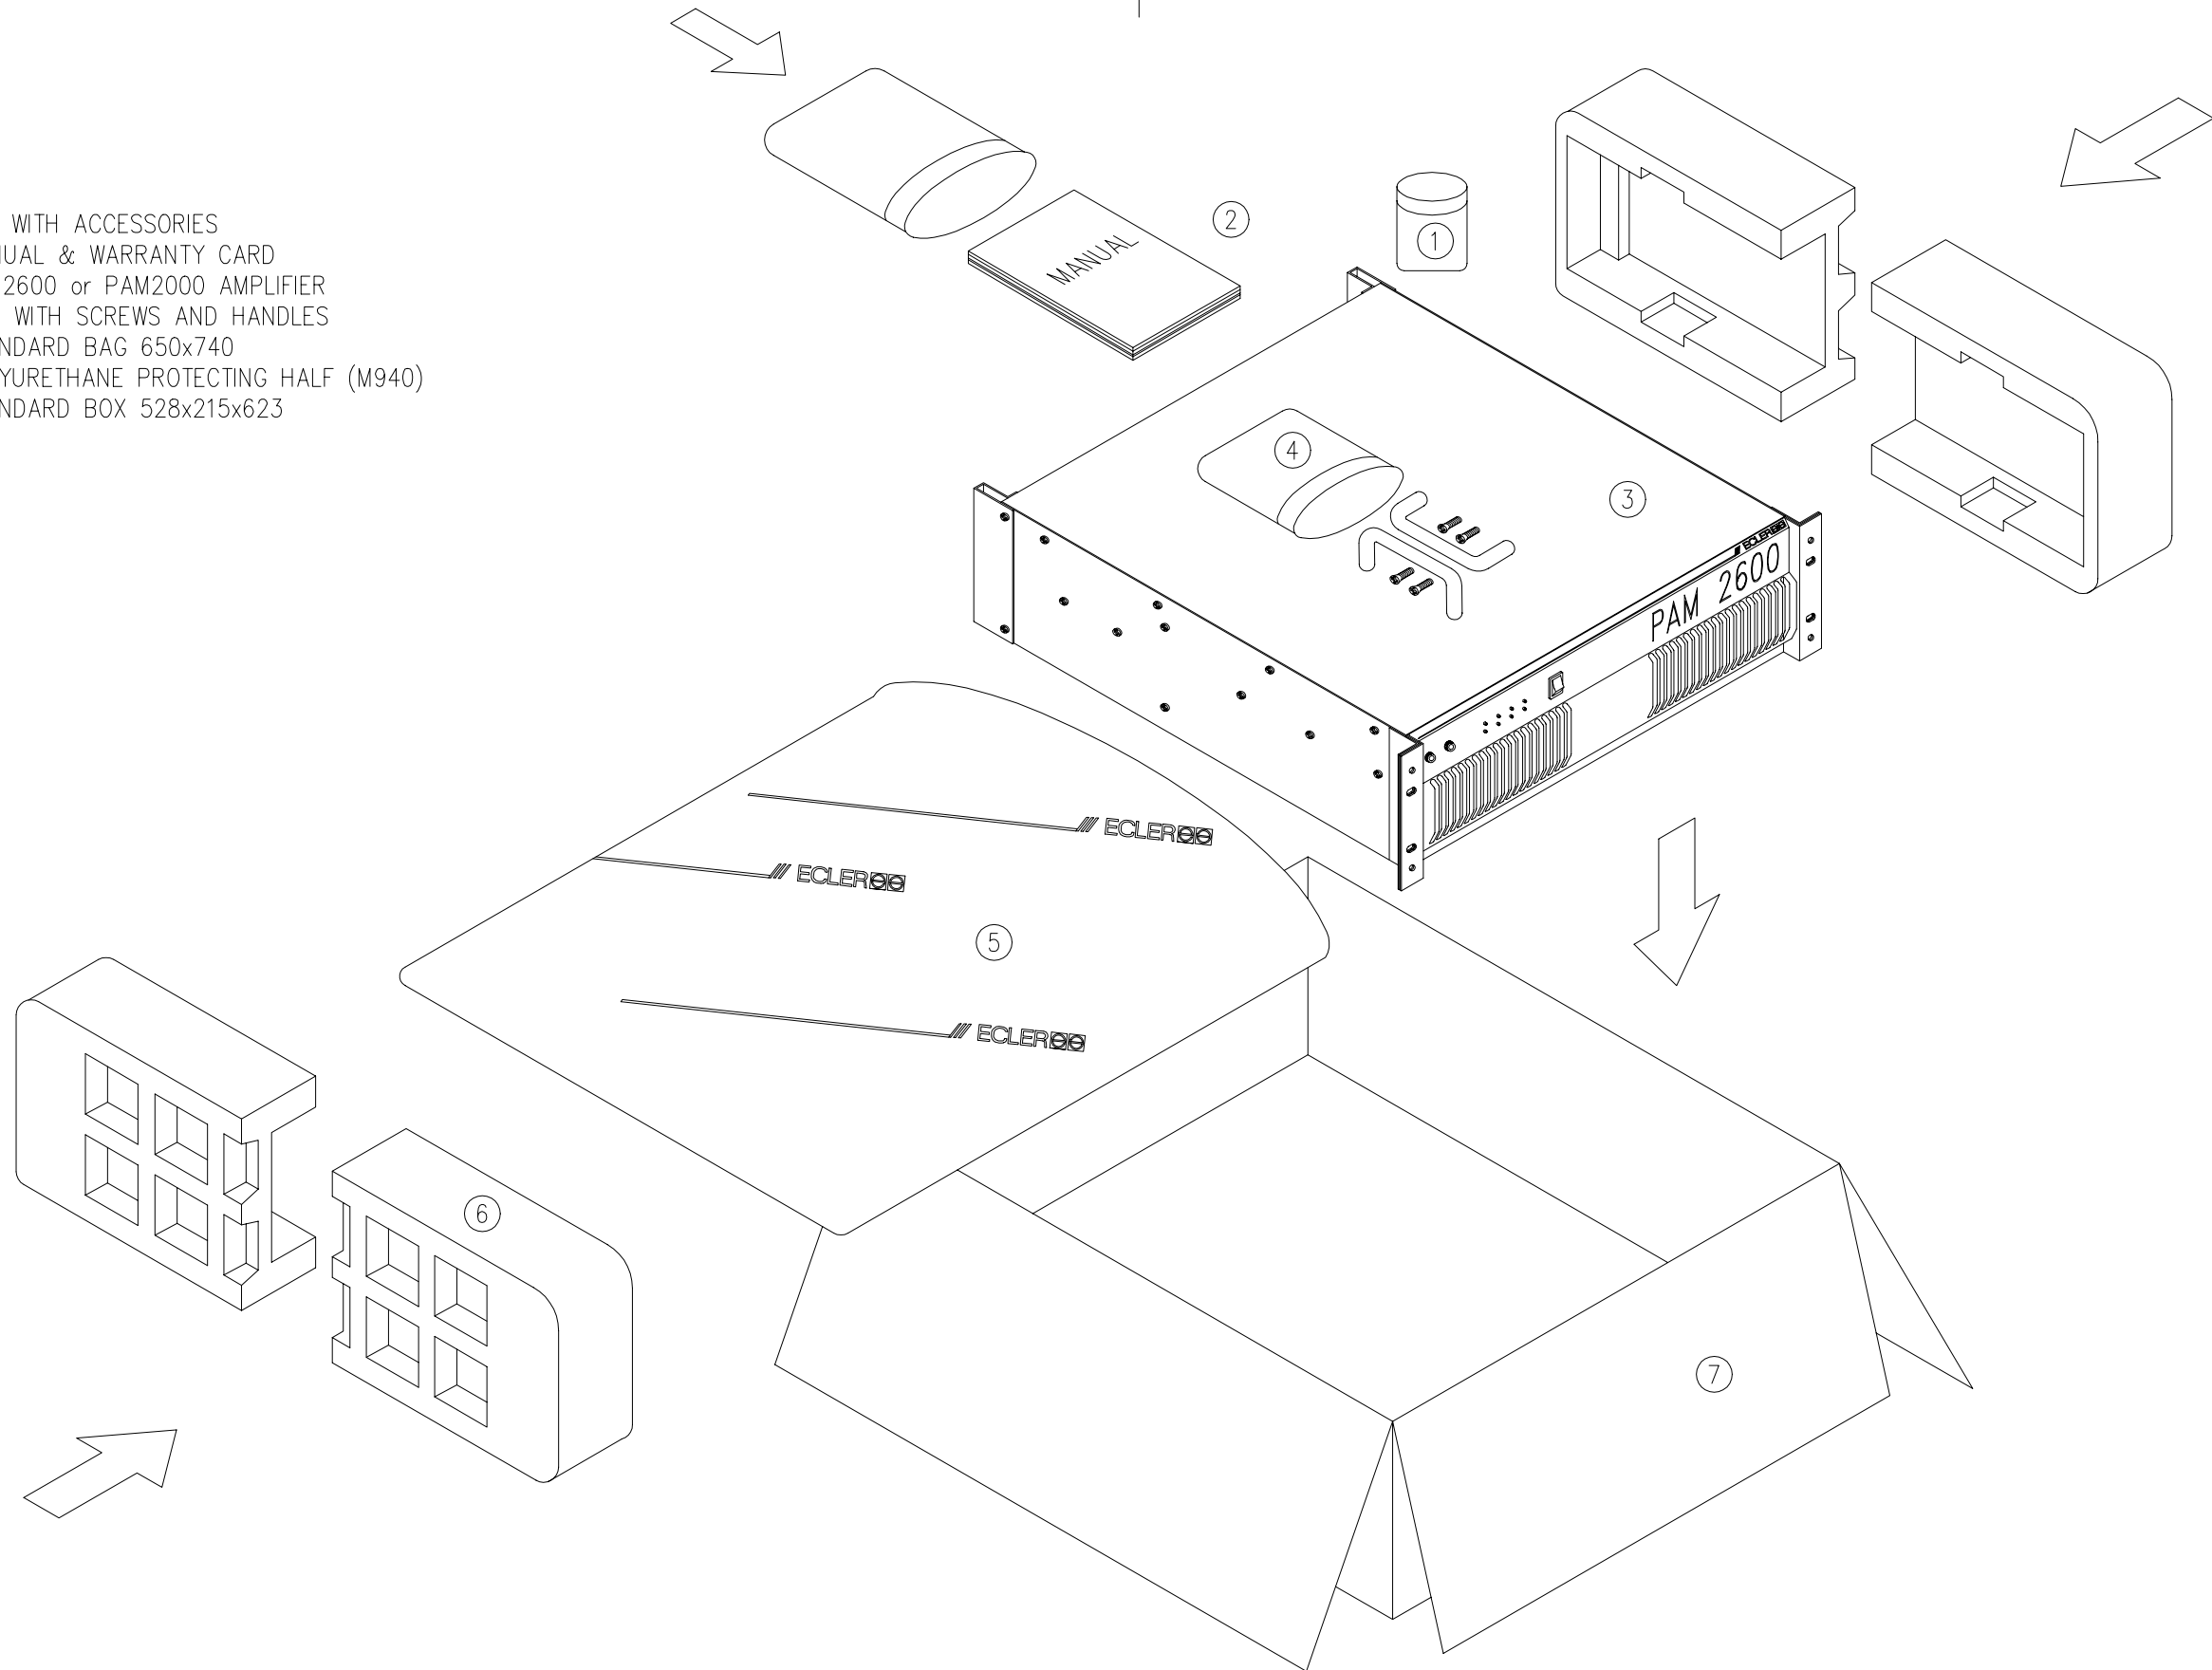 WITH ACCESSORIES
NUAL & WARRANTY CARD
2600 or PAM2000 AMPLIFIER
WITH SCREWS AND HANDLES
NDARD BAG 650x740
YURETHANE PROTECTING HALF (M940)
NDARD BOX 528x215x623
MANUAL
2
1
4
3
ECLER
PAM 2600
ECLER
ECLER
5
ECLER
6
7